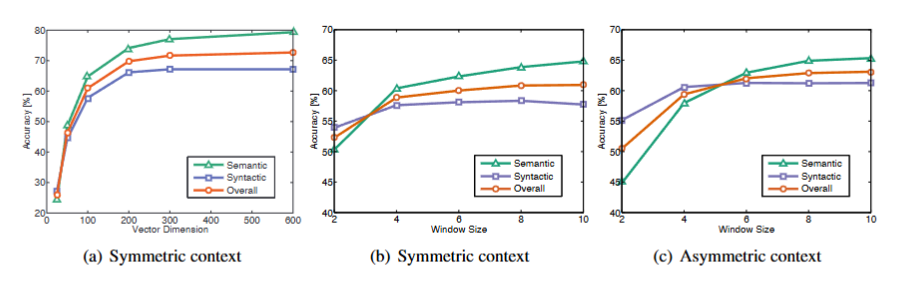 80
70
60
50
40
30
20
0
100
200
300
400
500
600
Accuracy [%]
Vector Dimension
Semantic
Syntactic
Overall
(a) Symmetric context
70
65
60
55
50
45
40
2
4
6
8
10
Accuracy [%]
Window Size
Semantic
Syntactic
Overall
(b) Symmetric context
70
65
60
55
50
45
40
2
4
6
8
10
Accuracy [%]
Window Size
Semantic
Syntactic
Overall
(c) Asymmetric context